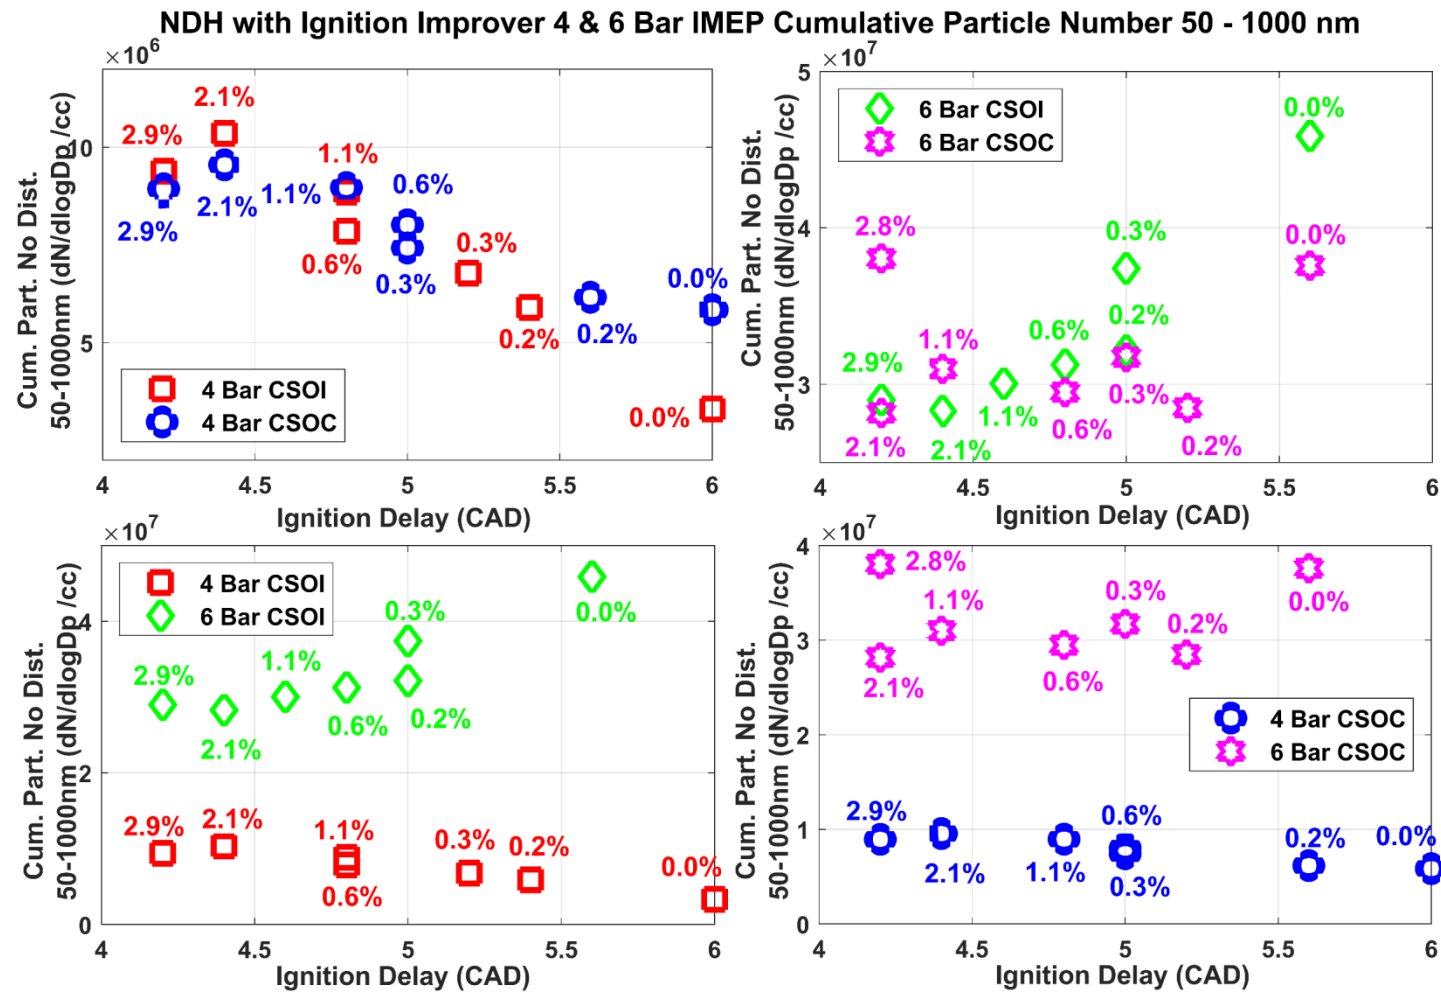 NDH with Ignition Improver 4 & 6 Bar IMEP Cumulative Particle Number 50 - 1000 nm
×10⁶
Cum. Part. No Dist.
50-1000nm (dN/dlogDp /cc)
10
5
2.9%
2.1%
1.1%
0.6%
0.3%
0.2%
0.0%
2.9%
2.1%
1.1%
0.6%
0.3%
0.2%
0.0%
4 Bar CSOI
4 Bar CSOC
4 4.5 5 5.5 6
Ignition Delay (CAD)
×10⁷
Cum. Part. No Dist.
50-1000nm (dN/dlogDp /cc)
5
4
3
6 Bar CSOI
6 Bar CSOC
0.0%
0.3%
0.2%
0.6%
2.9%
1.1%
2.1%
2.8%
0.0%
1.1%
0.3%
0.6%
2.1%
0.2%
4 4.5 5 5.5 6
Ignition Delay (CAD)
×10⁷
Cum. Part. No Dist.
50-1000nm (dN/dlogDp /cc)
4
2
0
4 Bar CSOI
6 Bar CSOI
0.0%
0.3%
1.1%
2.9%
0.2%
0.6%
2.1%
2.9%
2.1%
1.1%
0.3%
0.2%
0.0%
0.6%
4 4.5 5 5.5 6
Ignition Delay (CAD)
×10⁷
Cum. Part. No Dist.
50-1000nm (dN/dlogDp /cc)
4
3
2
1
0
2.8%
1.1%
0.3%
0.0%
0.2%
2.1%
0.6%
4 Bar CSOC
6 Bar CSOC
2.9%
0.6%
0.2%
0.0%
2.1%
1.1%
0.3%
4 4.5 5 5.5 6
Ignition Delay (CAD)